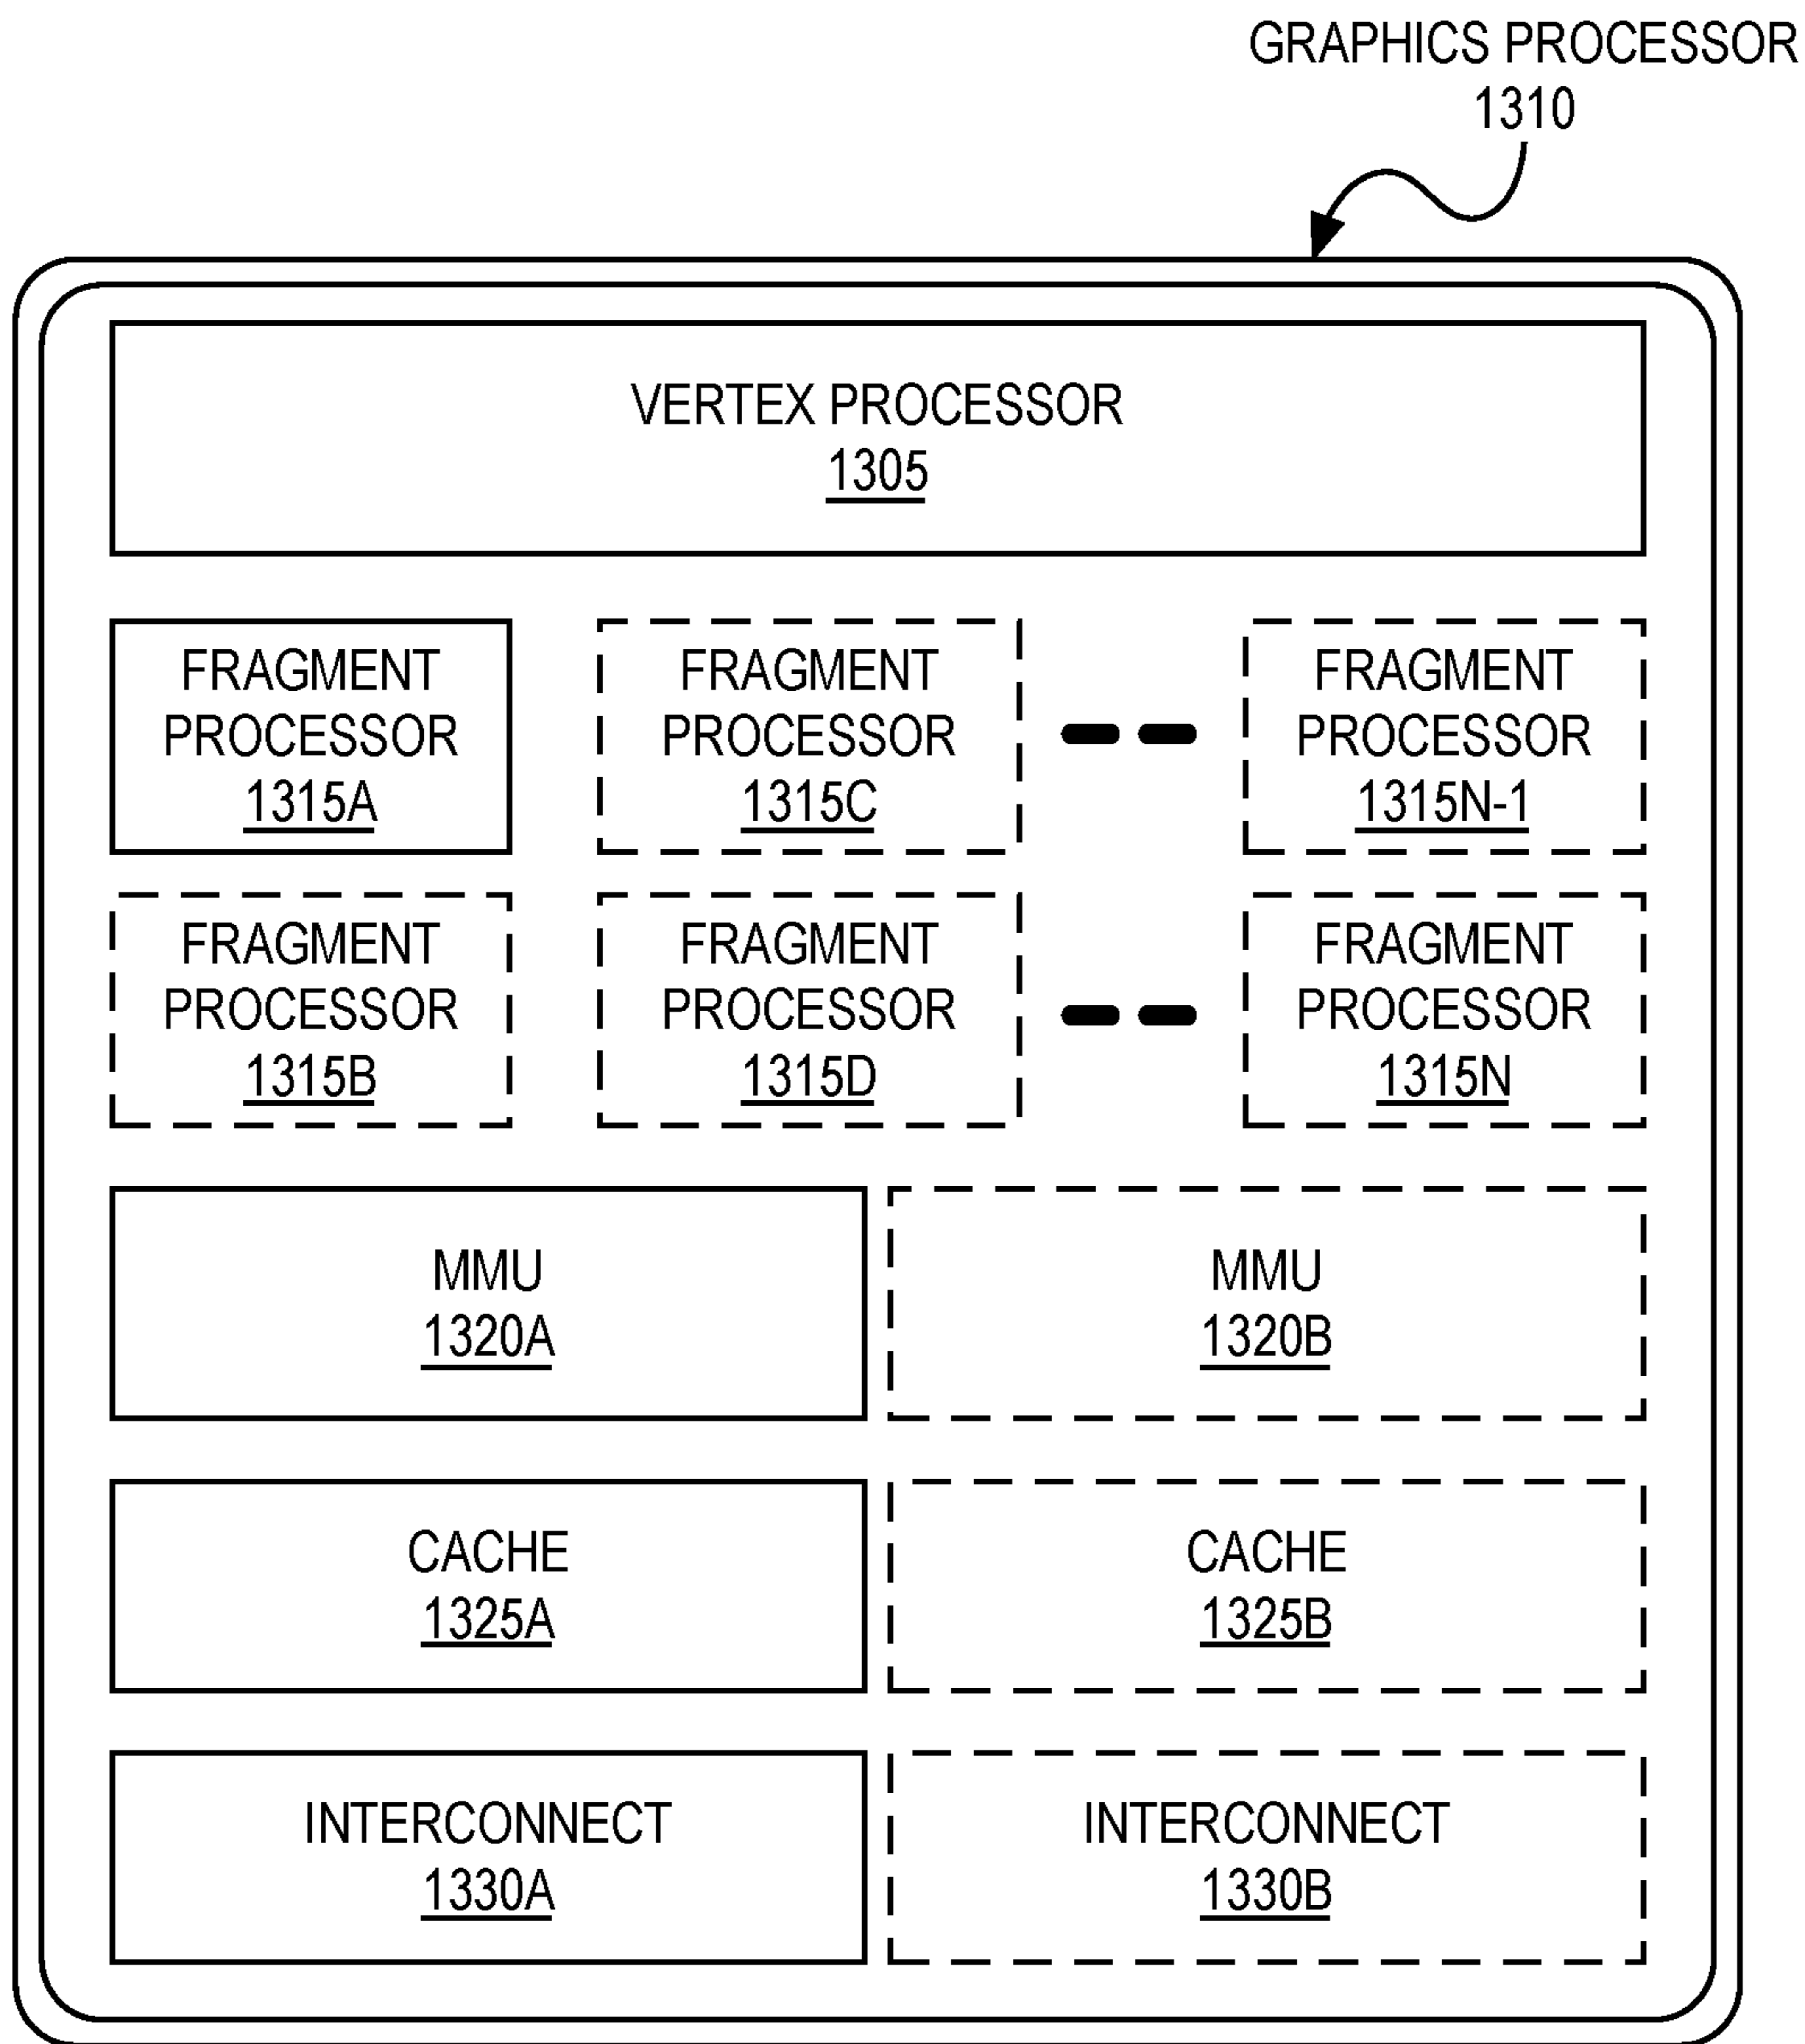 GRAPHICS PROCESSOR
1310
VERTEX PROCESSOR
1305
FRAGMENT
PROCESSOR
1315A
FRAGMENT
PROCESSOR
1315C
FRAGMENT
PROCESSOR
1315N-1
FRAGMENT
PROCESSOR
1315B
FRAGMENT
PROCESSOR
1315D
FRAGMENT
PROCESSOR
1315N
MMU
1320A
MMU
1320B
CACHE
1325A
CACHE
1325B
INTERCONNECT
1330A
INTERCONNECT
1330B